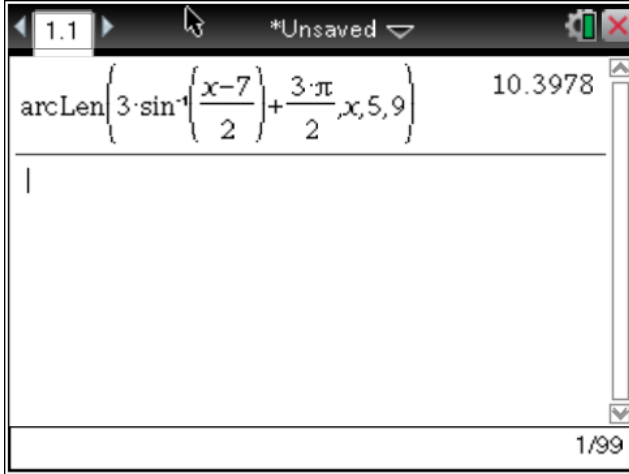 1.1 *Unsaved
arcLen(3·sin⁻¹((x−7)/2)+(3·π)/2,x,5,9) 10.3978
1/99